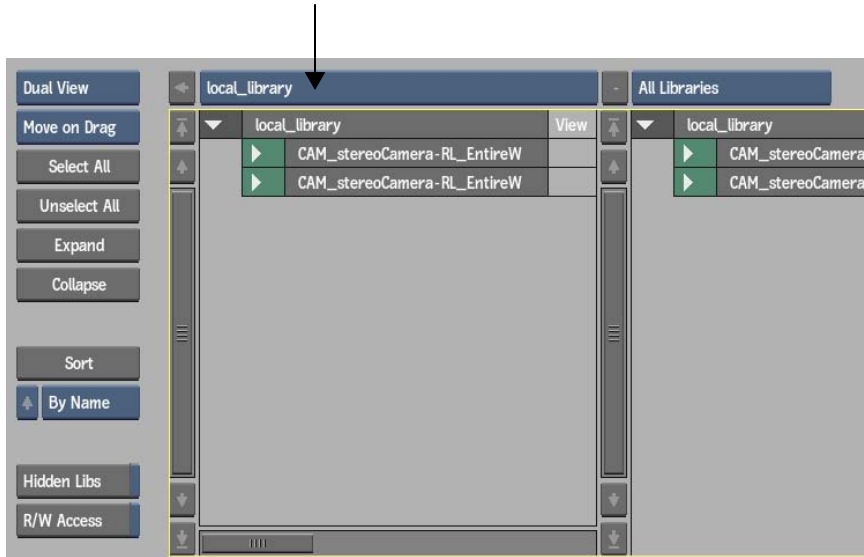 Dual View
Move on Drag
Select All
Unselect All
Expand
Collapse
Sort
By Name
Hidden Libs
R/W Access
local_library
-
All Libraries
local_library
View
CAM_stereoCamera-RL_EntireW
CAM_stereoCamera-RL_EntireW
local_library
CAM_stereoCamera
CAM_stereoCamera